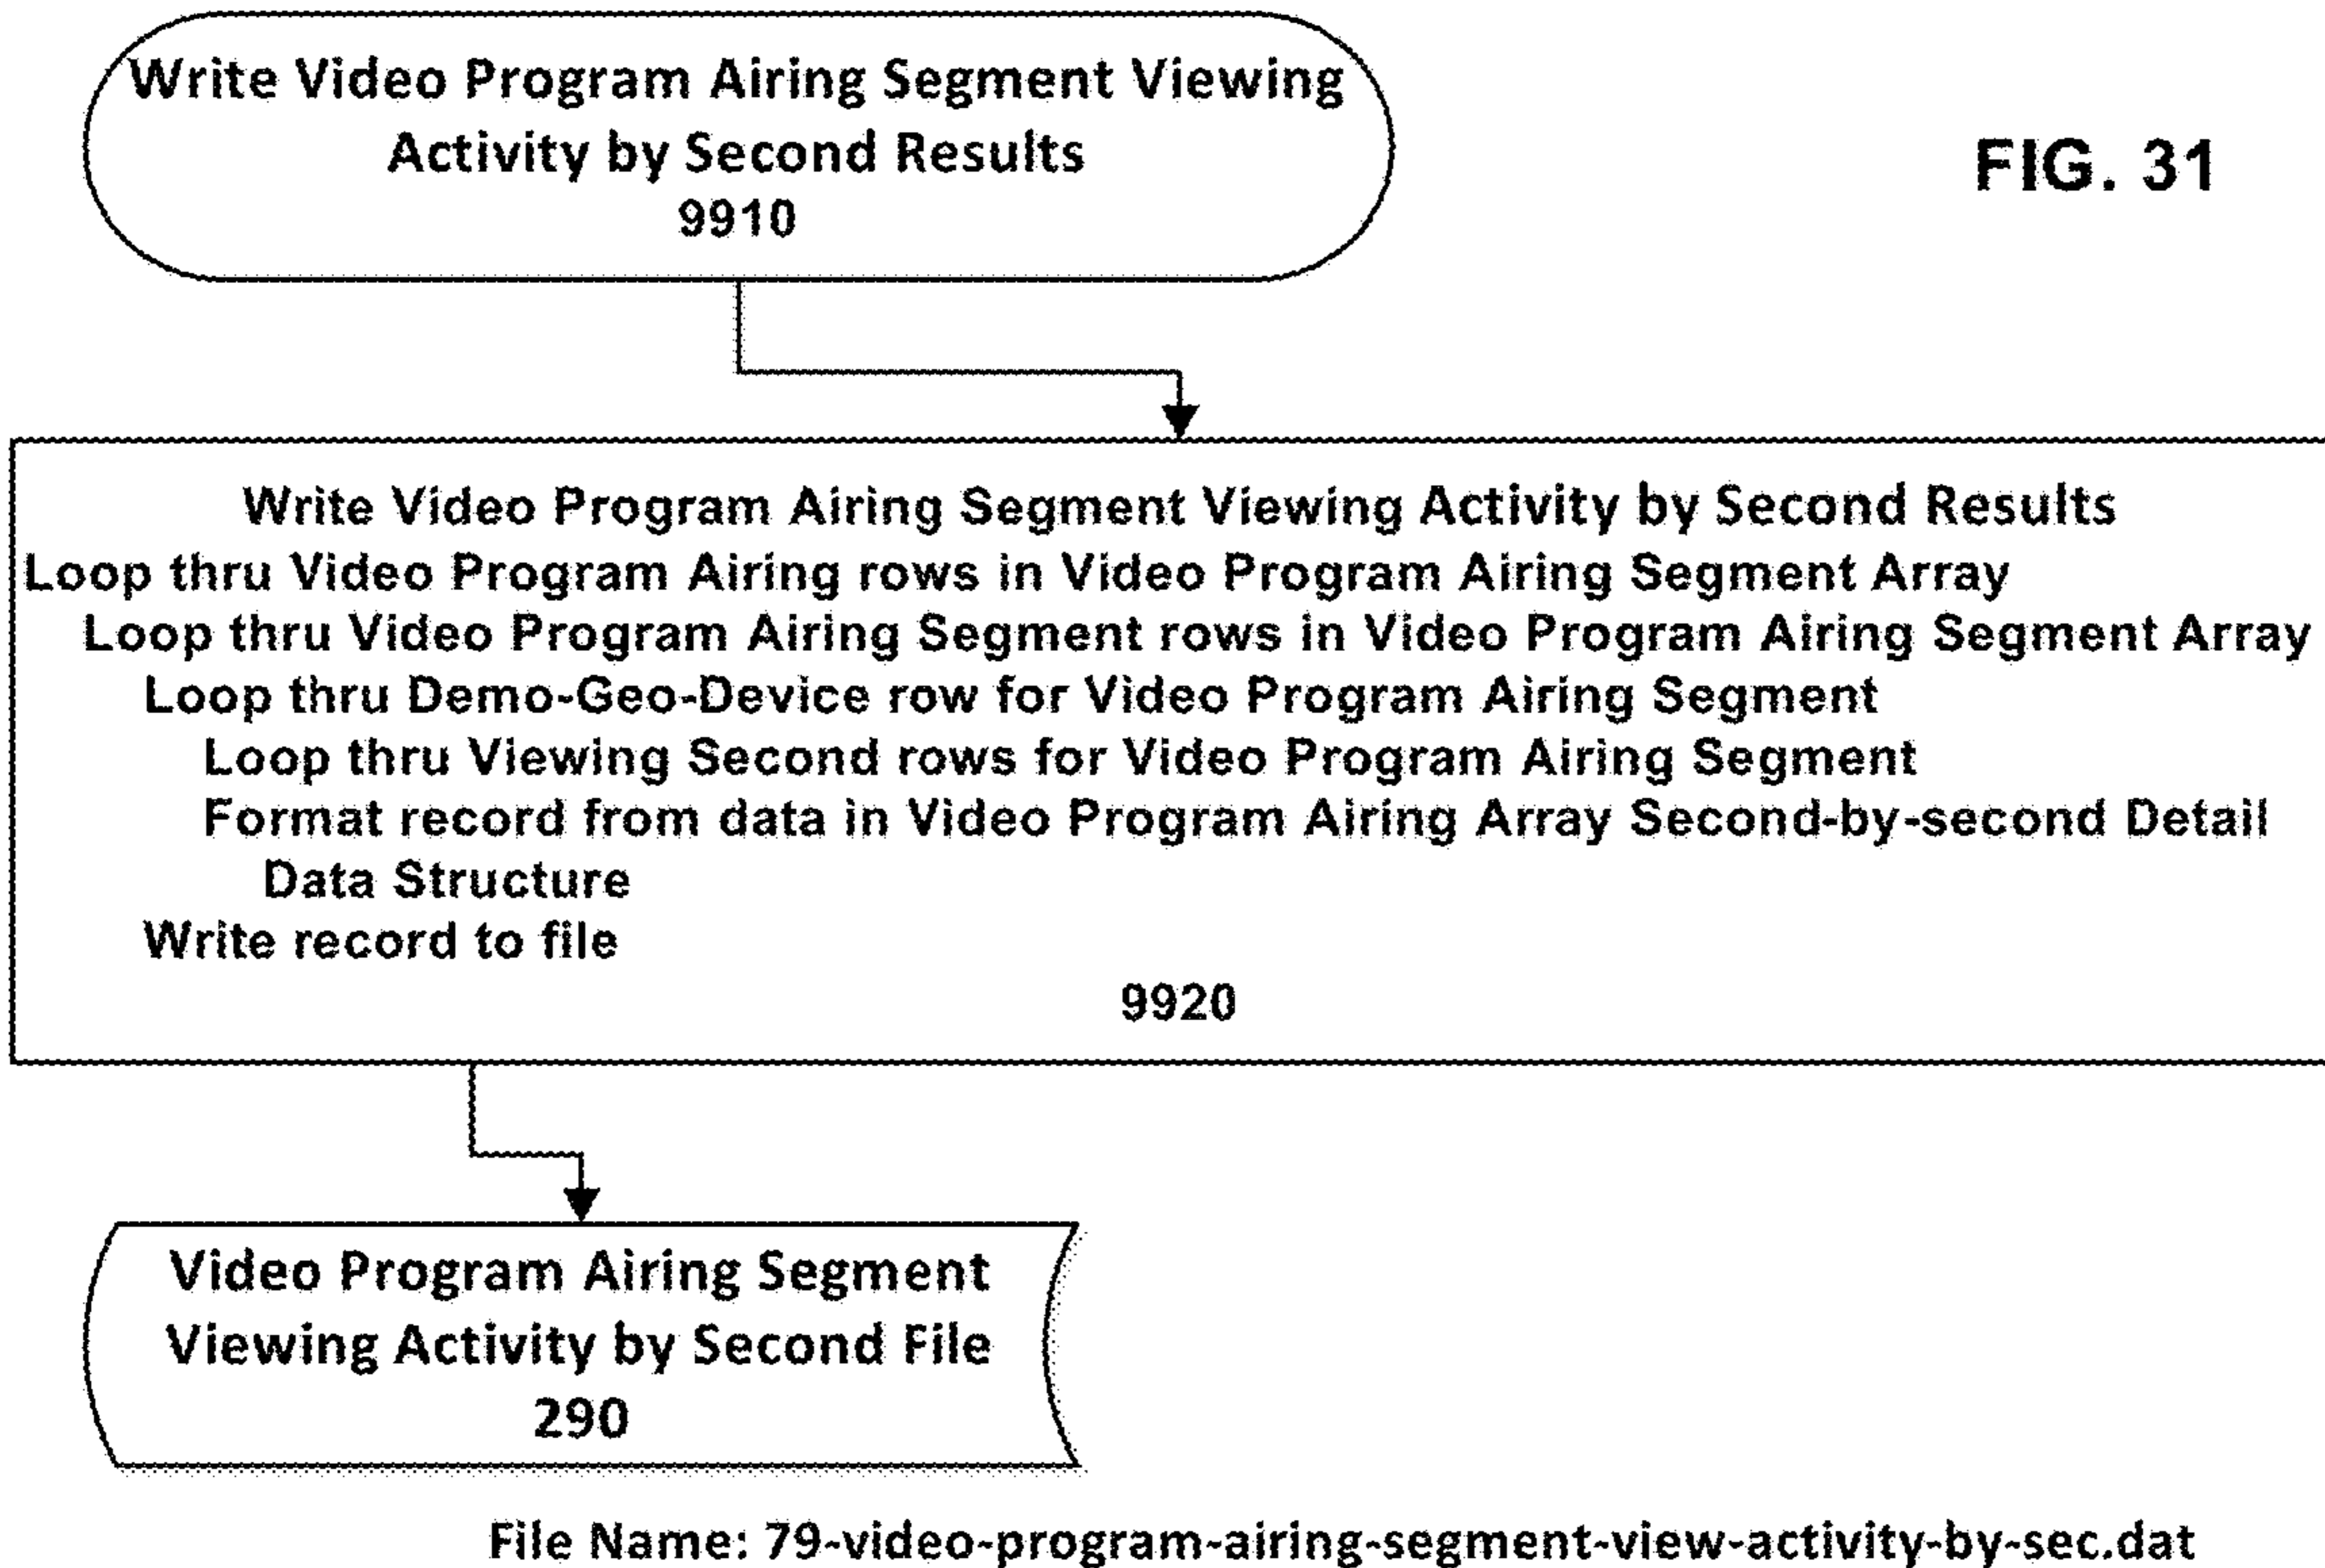 Write Video Program Airing Segment Viewing
Activity by Second Results
9910
FIG. 31
Write Video Program Airing Segment Viewing Activity by Second Results
Loop thru Video Program Airing rows in Video Program Airing Segment Array
Loop thru Video Program Airing Segment rows in Video Program Airing Segment Array
Loop thru Demo-Geo-Device row for Video Program Airing Segment
Loop thru Viewing Second rows for Video Program Airing Segment
Format record from data in Video Program Airing Array Second-by-second Detail
Data Structure
Write record to file
9920
Video Program Airing Segment
Viewing Activity by Second File
290
File Name: 79-video-program-airing-segment-view-activity-by-sec.dat